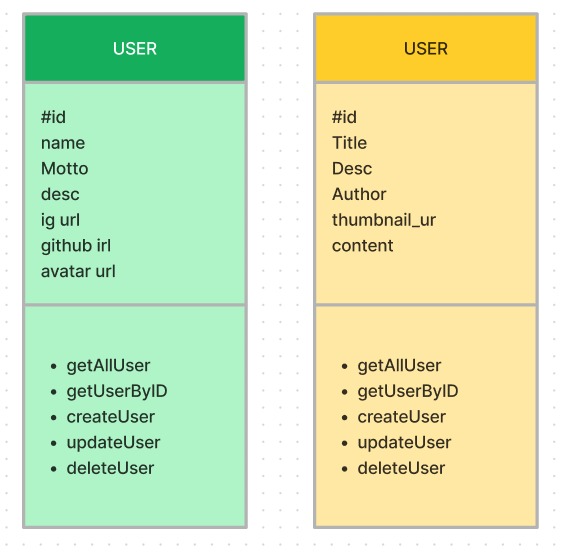 USER
#id
name
Motto
desc
ig url
github irl
avatar url
getAllUser
getUserByID
createUser
updateUser
deleteUser
USER
#id
Title
Desc
Author
thumbnail_ur
content
getAllUser
getUserByID
createUser
updateUser
deleteUser